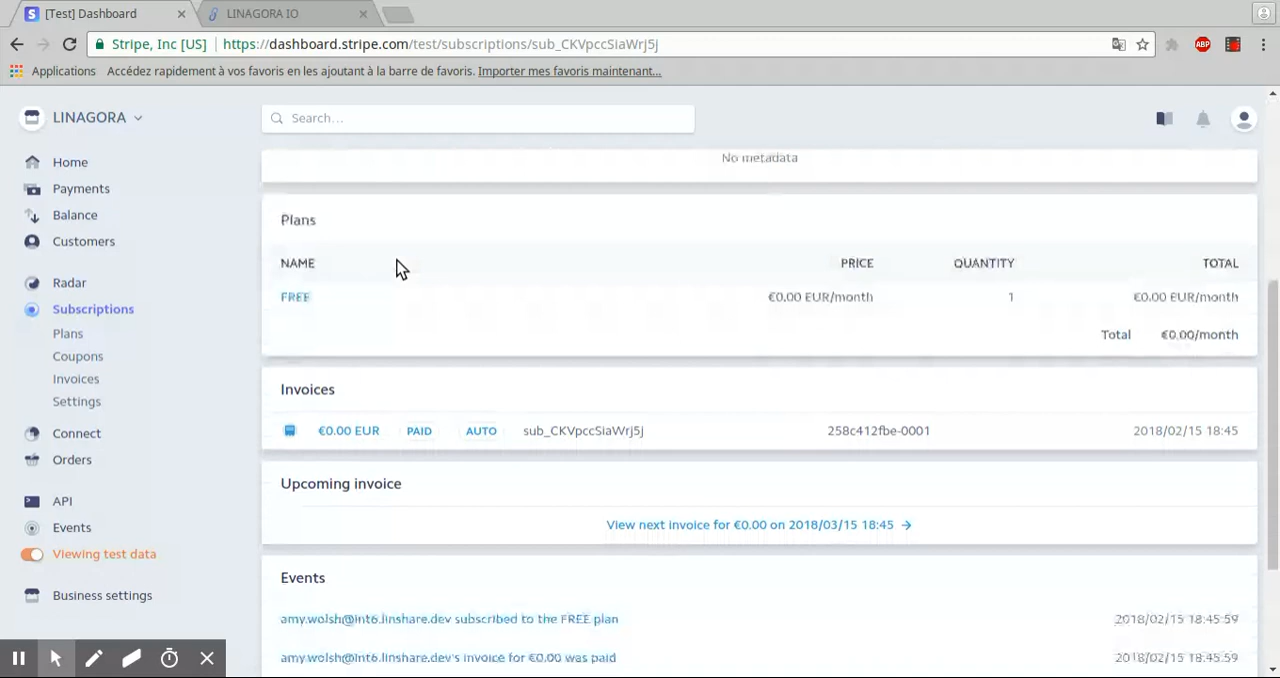 [Test] Dashboard
LINAGORA IO
Stripe, Inc [US] https://dashboard.stripe.com/test/subscriptions/sub_CKVpccSiaWrj5j
Applications Accédez rapidement à vos favoris en les ajoutant à la barre de favoris. Importer mes favoris maintenant...
LINAGORA
Search...
Home
Payments
Balance
Customers
Radar
Subscriptions
Plans
Coupons
Invoices
Settings
Connect
Orders
API
Events
Viewing test data
Business settings
No metadata
Plans
NAME PRICE QUANTITY TOTAL
FREE €0.00 EUR/month 1 €0.00 EUR/month
Total €0.00/month
Invoices
€0.00 EUR PAID AUTO sub_CKVpccSiaWrj5j 258c412fbe-0001 2018/02/15 18:45
Upcoming invoice
View next invoice for €0.00 on 2018/03/15 18:45 →
Events
amy.wolsh@int6.linshare.dev subscribed to the FREE plan 2018/02/15 18:45:59
amy.wolsh@int6.linshare.dev's invoice for €0.00 was paid 2018/02/15 18:45:59
ABP